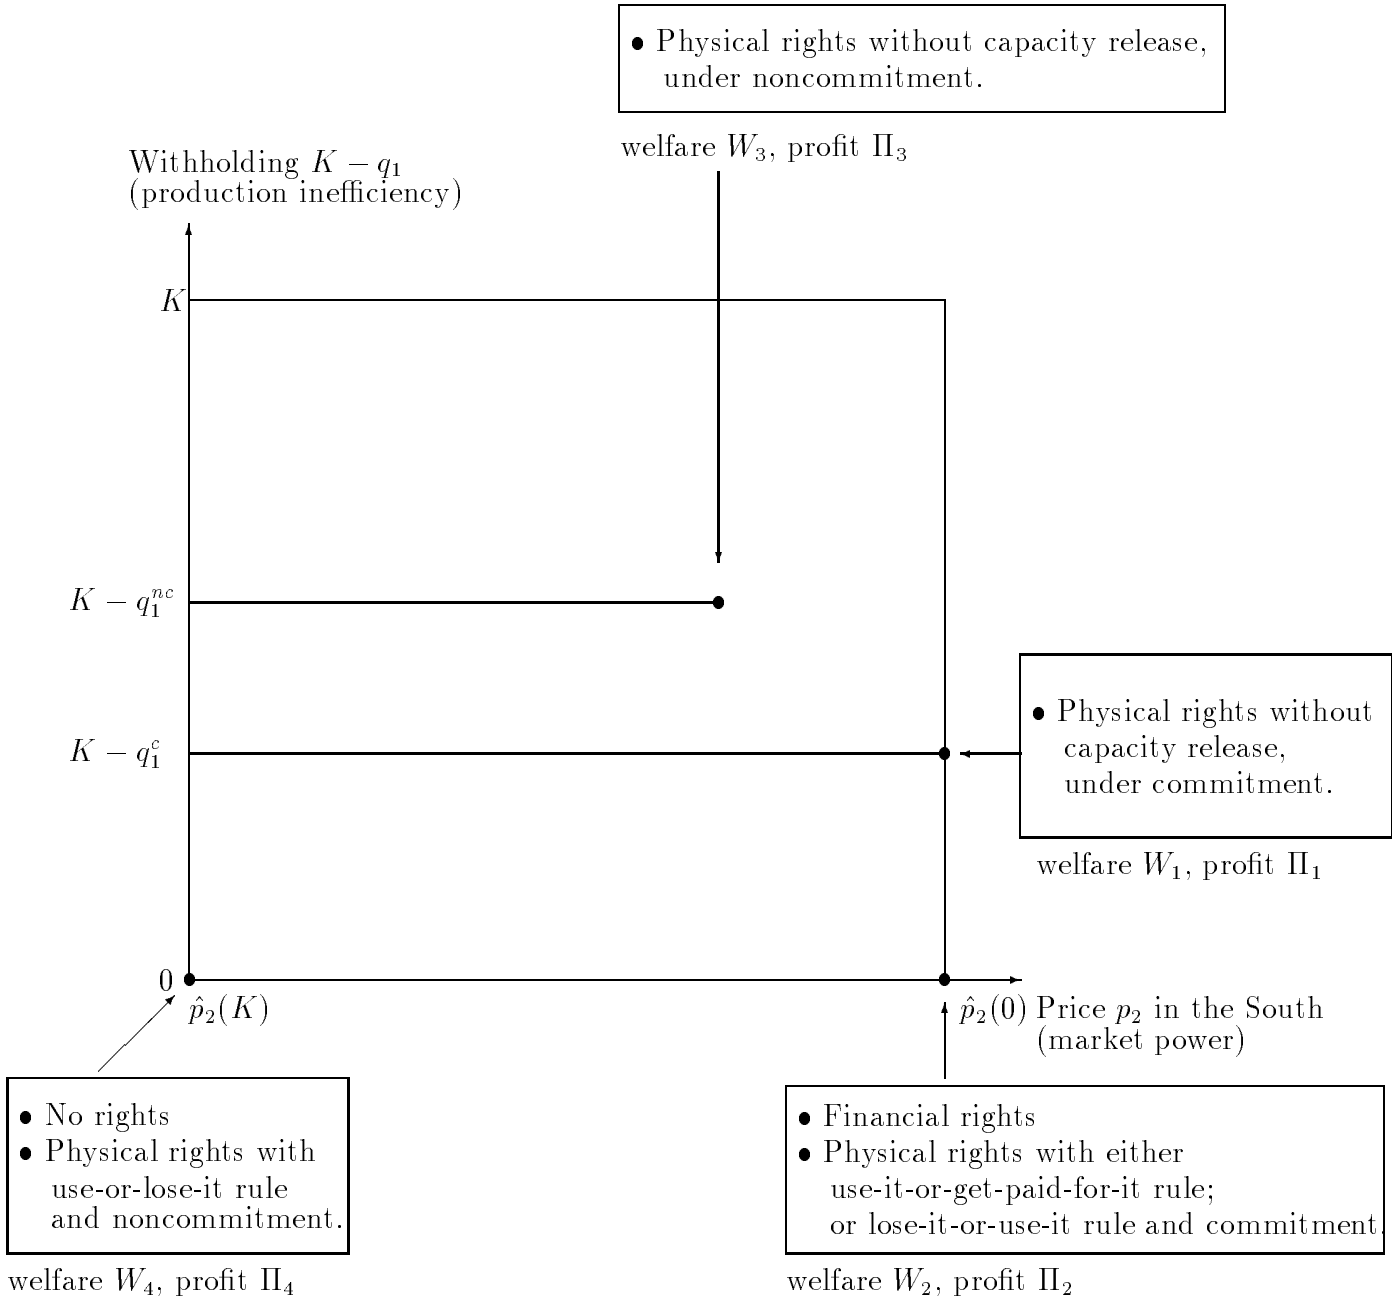 • Physical rights without capacity release,
under noncommitment.
welfare W₃, profit Π₃
Withholding K − q₁
(production inefficiency)
K
K − q₁ⁿᶜ
K − q₁ᶜ
• Physical rights without
capacity release,
under commitment.
welfare W₁, profit Π₁
0
p̂₂(K)
p̂₂(0) Price p₂ in the South
(market power)
• No rights
• Physical rights with
use-or-lose-it rule
and noncommitment.
welfare W₄, profit Π₄
• Financial rights
• Physical rights with either
use-it-or-get-paid-for-it rule;
or lose-it-or-use-it rule and commitment.
welfare W₂, profit Π₂